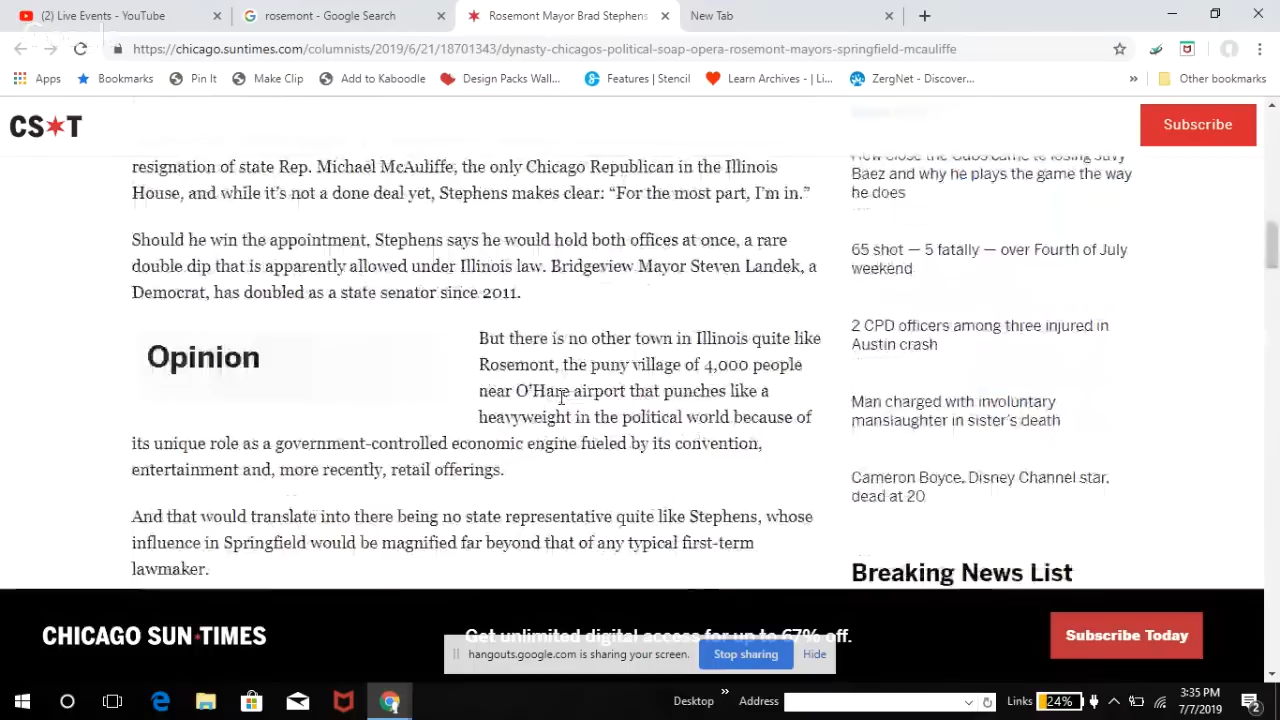 (2) Live Events - YouTube
rosemont - Google Search
Rosemont Mayor Brad Stephens
New Tab
https://chicago.suntimes.com/columnists/2019/6/21/18701343/dynasty-chicagos-political-soap-opera-rosemont-mayors-springfield-mcauliffe
Apps
Bookmarks
Pin It
Make Clip
Add to Kaboodle
Design Packs Wall...
Features | Stencil
Learn Archives - | Li...
ZergNet - Discover...
»
Other bookmarks
CS T
Subscribe
resignation of state Rep. Michael McAuliffe, the only Chicago Republican in the Illinois
House, and while it's not a done deal yet, Stephens makes clear: “For the most part, I'm in.”
Should he win the appointment, Stephens says he would hold both offices at once, a rare
double dip that is apparently allowed under Illinois law. Bridgeview Mayor Steven Landek, a
Democrat, has doubled as a state senator since 2011.
Opinion
But there is no other town in Illinois quite like
Rosemont, the puny village of 4,000 people
near O'Hare airport that punches like a
heavyweight in the political world because of
its unique role as a government-controlled economic engine fueled by its convention,
entertainment and, more recently, retail offerings.
And that would translate into there being no state representative quite like Stephens, whose
influence in Springfield would be magnified far beyond that of any typical first-term
lawmaker.
How close the Cubs came to losing Javy
Baez and why he plays the game the way
he does
65 shot — 5 fatally — over Fourth of July
weekend
2 CPD officers among three injured in
Austin crash
Man charged with involuntary
manslaughter in sister's death
Cameron Boyce, Disney Channel star,
dead at 20
Breaking News List
CHICAGO SUN TIMES
Get unlimited digital access for up to 67% off.
Subscribe Today
hangouts.google.com is sharing your screen.
Stop sharing
Hide
Desktop
»
Address
Links
24%
3:35 PM
7/7/2019
2